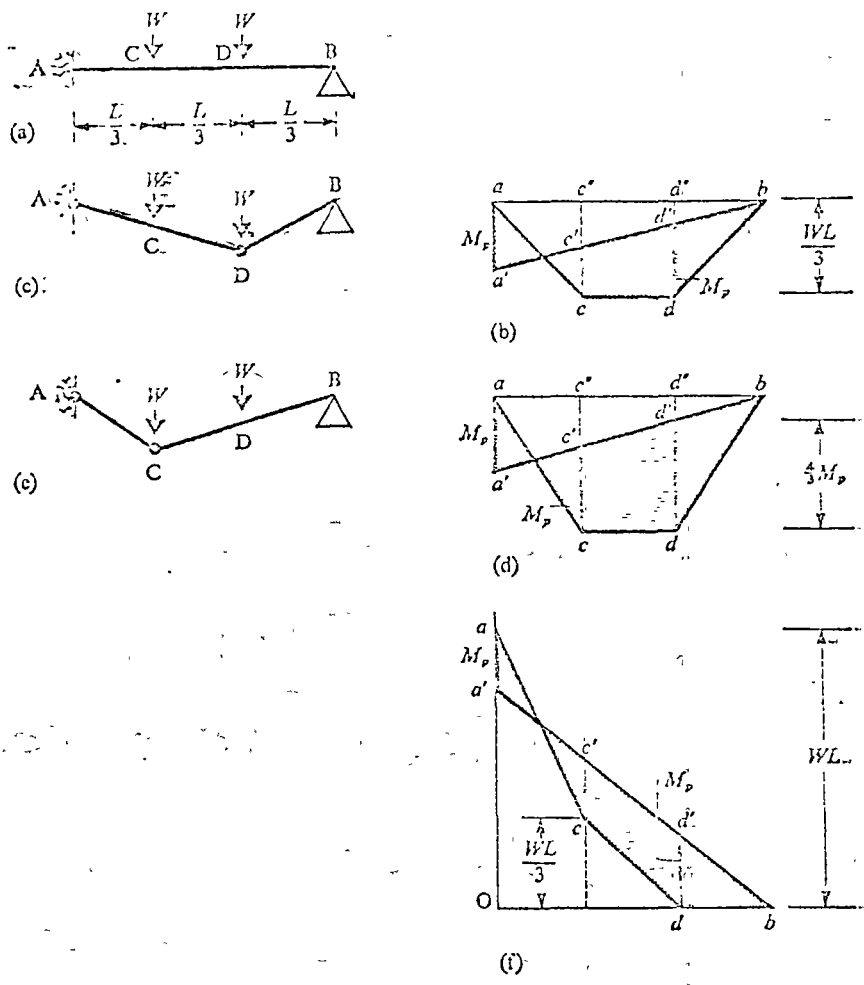 W W
A C D B
L/3 L/3 L/3
(a)
A W W B
C D
(c)
a c" d" b
M_p c' d' WL/3
a' M_p
c d
(b)
A W W B
C D
(e)
a c" d" b
M_p c' d' 4/3 M_p
a' M_p
c d
(d)
a
M_p
a'
c' M_p WL
c d'
WL/3
O d b
(f)